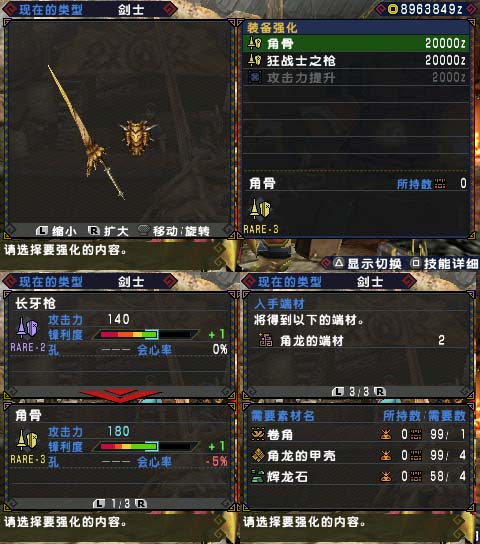 现在的类型 剑士
8963849z
装备强化
角骨 20000z
狂战士之枪 20000z
攻击力提升 2000z
角骨 所持数 0
RARE-3
L 缩小 R 扩大 移动/旋转
请选择要强化的内容。
△ 显示切换 □ 技能详细
现在的类型 剑士
长牙枪
攻击力 140
锋利度 +1
RARE-2 孔 --- 会心率 0%
角骨
攻击力 180
锋利度 +1
RARE-3 孔 --- 会心率 -5%
L 1/3 R
请选择要强化的内容。
现在的类型 剑士
入手端材
将得到以下的端材。
角龙的端材 2
L 3/3 R
需要素材名 所持数/需要数
卷角 0 99/ 1
角龙的甲壳 0 99/ 4
辉龙石 0 58/ 4
请选择要强化的内容。